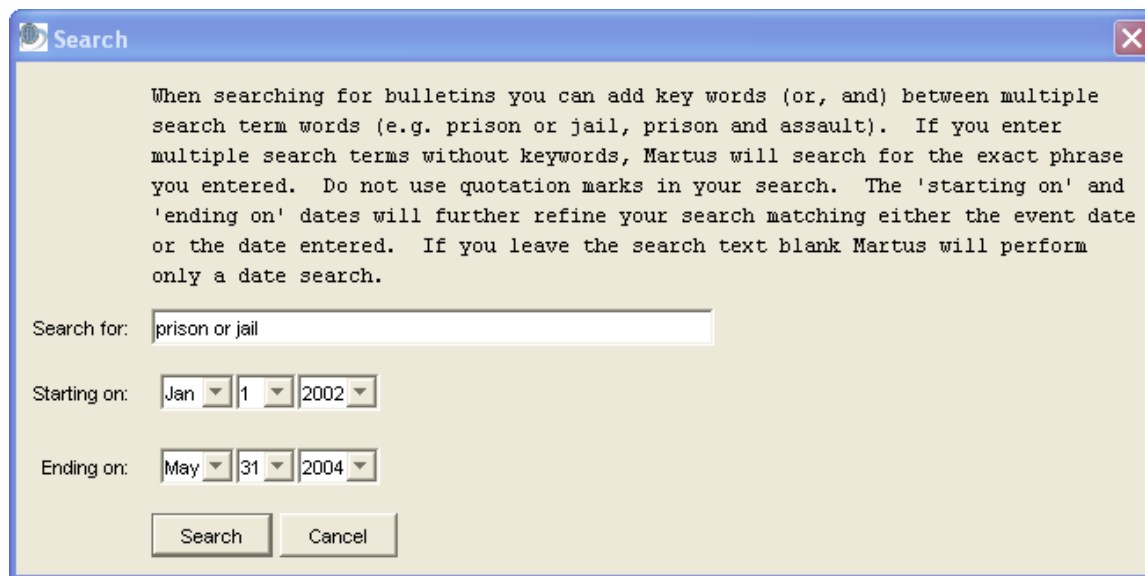 Search
When searching for bulletins you can add key words (or, and) between multiple
search term words (e.g. prison or jail, prison and assault).  If you enter
multiple search terms without keywords, Martus will search for the exact phrase
you entered.  Do not use quotation marks in your search.  The 'starting on' and
'ending on' dates will further refine your search matching either the event date
or the date entered.  If you leave the search text blank Martus will perform
only a date search.
Search for: prison or jail
Starting on: Jan 1 2002
Ending on: May 31 2004
Search Cancel